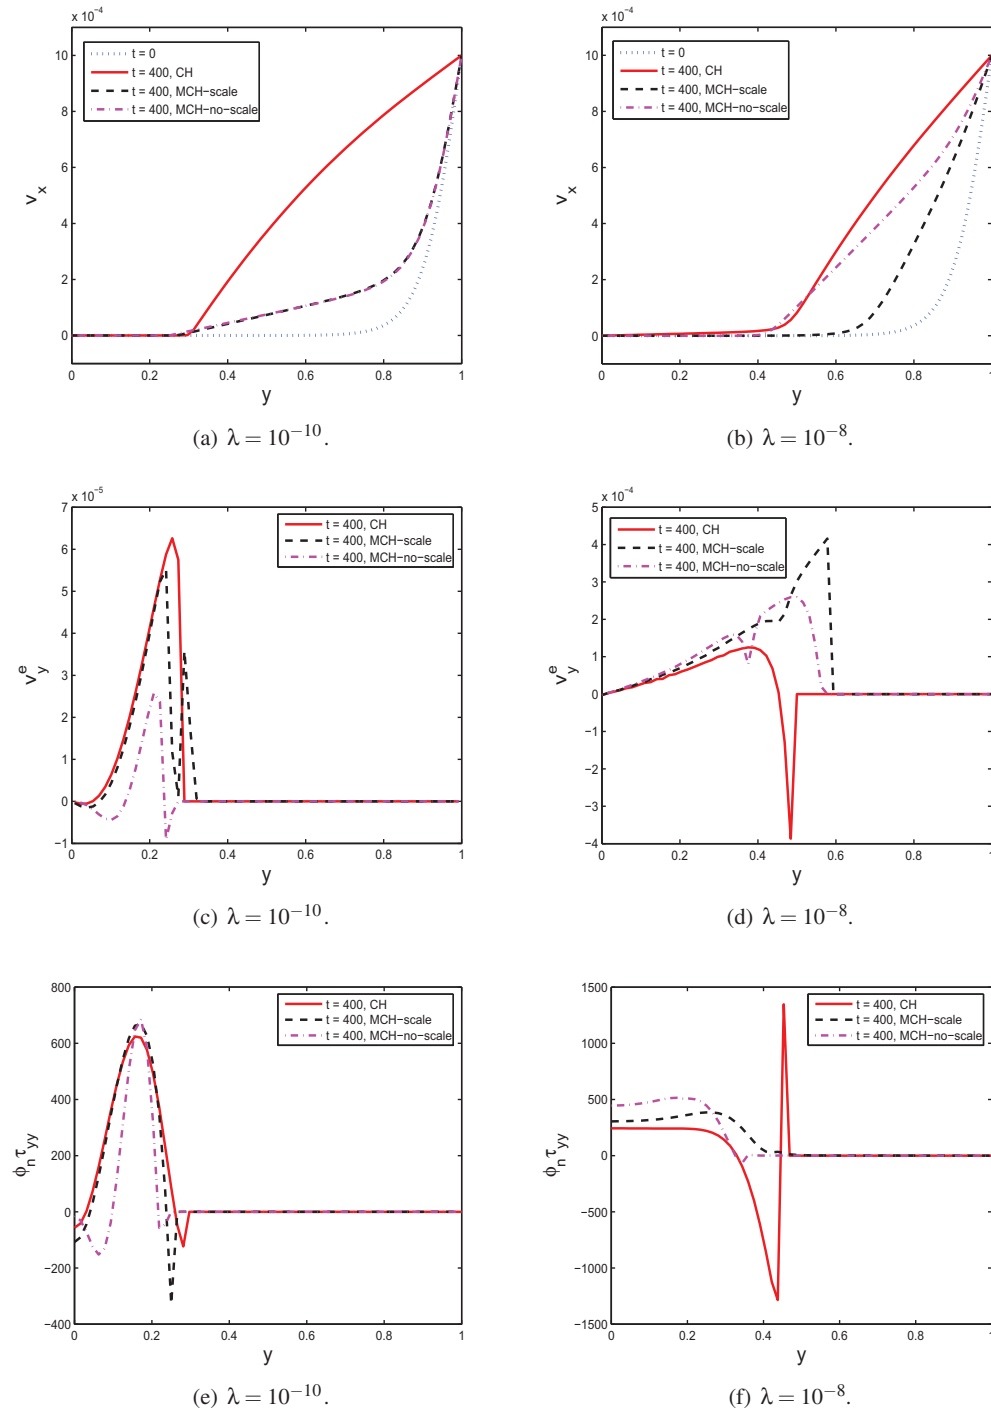 x 10⁻⁴
t = 0
t = 400, CH
t = 400, MCH−scale
t = 400, MCH−no−scale
10
8
6
4
2
0
vₓ
0 0.2 0.4 0.6 0.8 1
y
(a) λ = 10⁻¹⁰.
x 10⁻⁴
t = 0
t = 400, CH
t = 400, MCH−scale
t = 400, MCH−no−scale
10
8
6
4
2
0
vₓ
0 0.2 0.4 0.6 0.8 1
y
(b) λ = 10⁻⁸.
x 10⁻⁵
t = 400, CH
t = 400, MCH−scale
t = 400, MCH−no−scale
7
6
5
4
3
2
1
0
−1
v_y^e
0 0.2 0.4 0.6 0.8 1
y
(c) λ = 10⁻¹⁰.
x 10⁻⁴
t = 400, CH
t = 400, MCH−scale
t = 400, MCH−no−scale
5
4
3
2
1
0
−1
−2
−3
−4
v_y^e
0 0.2 0.4 0.6 0.8 1
y
(d) λ = 10⁻⁸.
t = 400, CH
t = 400, MCH−scale
t = 400, MCH−no−scale
800
600
400
200
0
−200
−400
ϕ_n τ_yy
0 0.2 0.4 0.6 0.8 1
y
(e) λ = 10⁻¹⁰.
t = 400, CH
t = 400, MCH−scale
t = 400, MCH−no−scale
1500
1000
500
0
−500
−1000
−1500
ϕ_n τ_yy
0 0.2 0.4 0.6 0.8 1
y
(f) λ = 10⁻⁸.